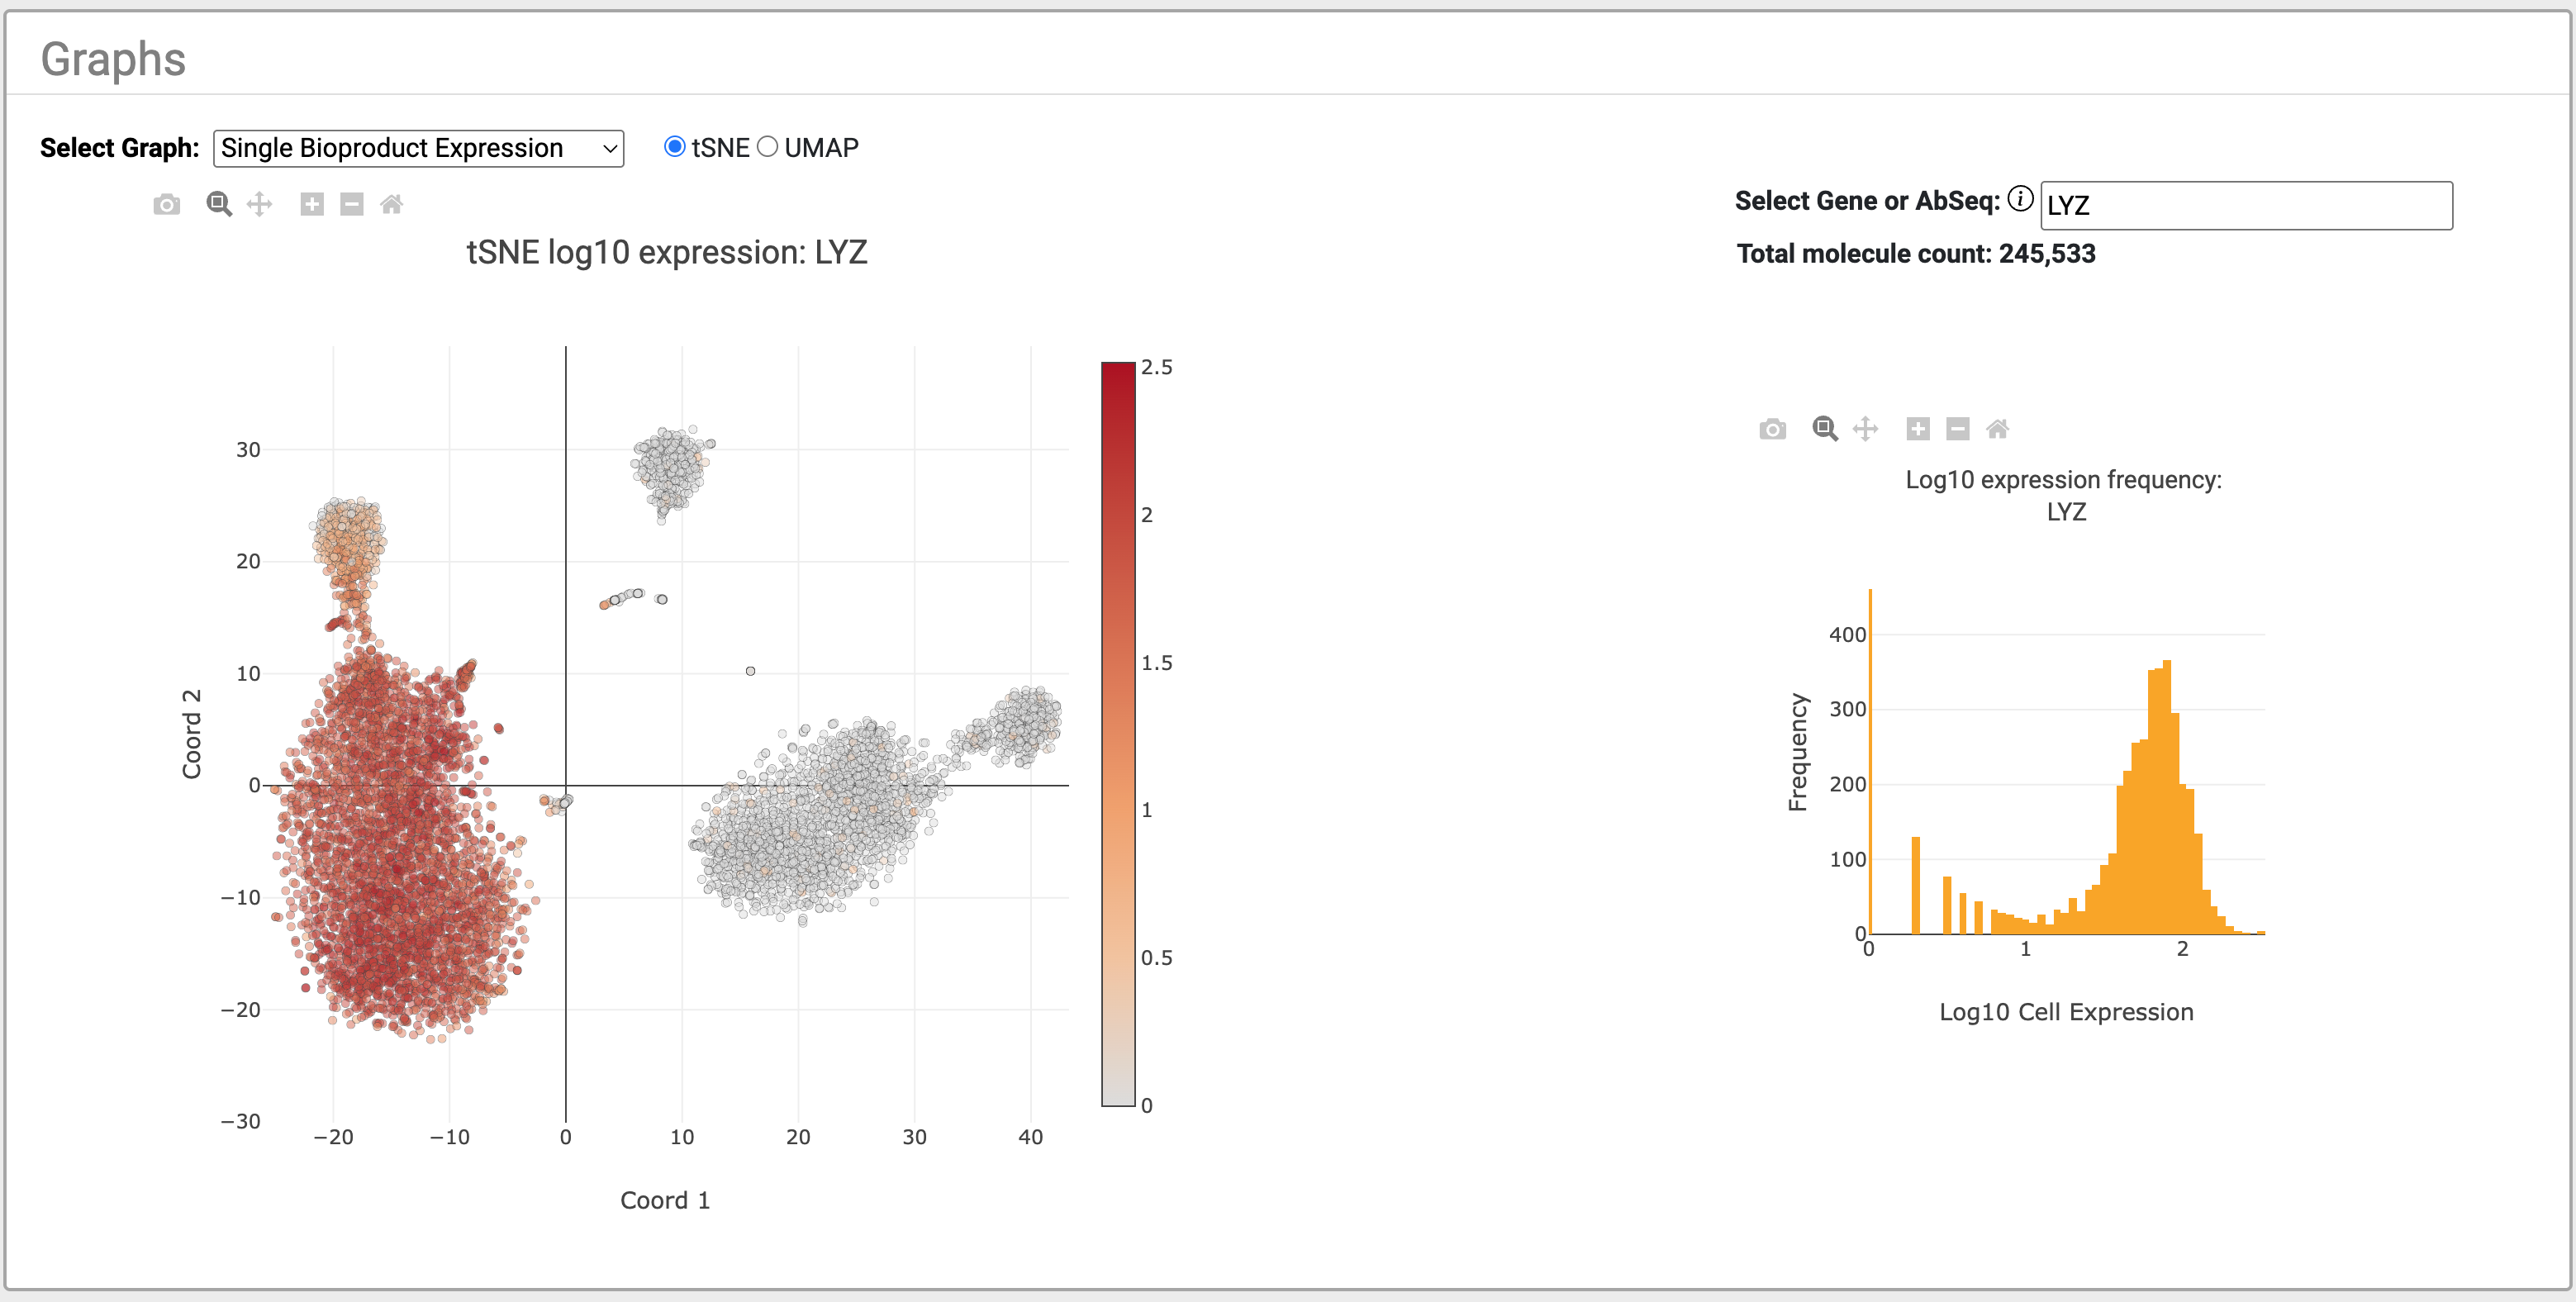 Graphs
Select Graph: Single Bioproduct Expression tSNE UMAP
Select Gene or AbSeq: i LYZ
Total molecule count: 245,533
tSNE log10 expression: LYZ
30
20
10
0
−10
−20
−30
Coord 2
−20 −10 0 10 20 30 40
Coord 1
2.5
2
1.5
1
0.5
0
Log10 expression frequency:
LYZ
400
300
200
100
0
Frequency
0 1 2
Log10 Cell Expression